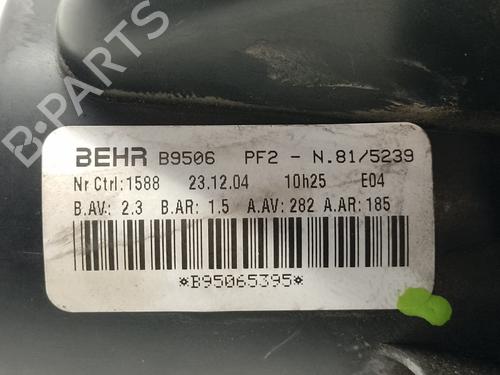 B-PARTS
BEHR B9506 PF2 - N.81/5239
Nr Ctrl:1588 23.12.04 10h25 E04
B.AV: 2.3 B.AR: 1.5 A.AV: 282 A.AR: 185
*B95065395*